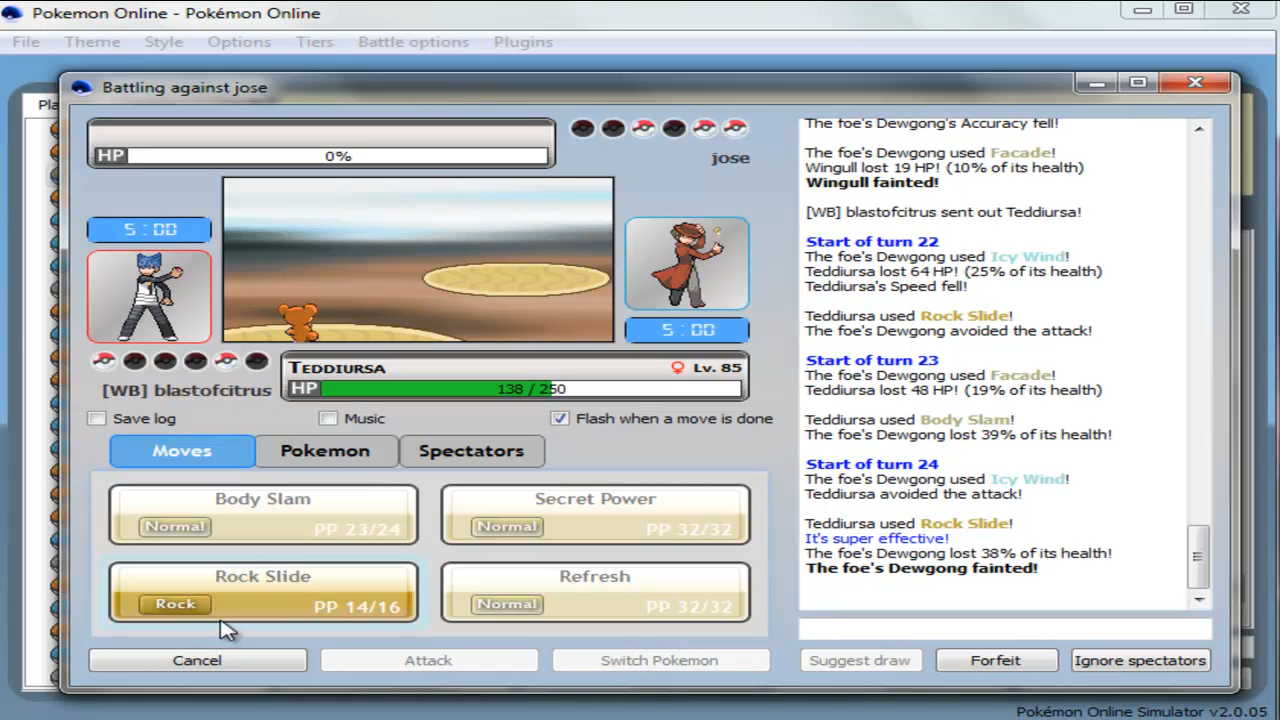 Pokemon Online - Pokémon Online
File Theme Style Options Tiers Battle options Plugins
Pla
Battling against jose
HP 0%
jose
5:00
5:00
[WB] blastofcitrus
TEDDIURSA ♀ Lv. 85
HP 138 / 250
Save log Music Flash when a move is done
Moves Pokemon Spectators
Body Slam
Normal PP 23/24
Secret Power
Normal PP 32/32
Rock Slide
Rock PP 14/16
Refresh
Normal PP 32/32
Cancel Attack Switch Pokemon
The foe's Dewgong's Accuracy fell!
The foe's Dewgong used Facade!
Wingull lost 19 HP! (10% of its health)
Wingull fainted!
[WB] blastofcitrus sent out Teddiursa!
Start of turn 22
The foe's Dewgong used Icy Wind!
Teddiursa lost 64 HP! (25% of its health)
Teddiursa's Speed fell!
Teddiursa used Rock Slide!
The foe's Dewgong avoided the attack!
Start of turn 23
The foe's Dewgong used Facade!
Teddiursa lost 48 HP! (19% of its health)
Teddiursa used Body Slam!
The foe's Dewgong lost 39% of its health!
Start of turn 24
The foe's Dewgong used Icy Wind!
Teddiursa avoided the attack!
Teddiursa used Rock Slide!
It's super effective!
The foe's Dewgong lost 38% of its health!
The foe's Dewgong fainted!
Suggest draw Forfeit Ignore spectators
Pokémon Online Simulator v2.0.05